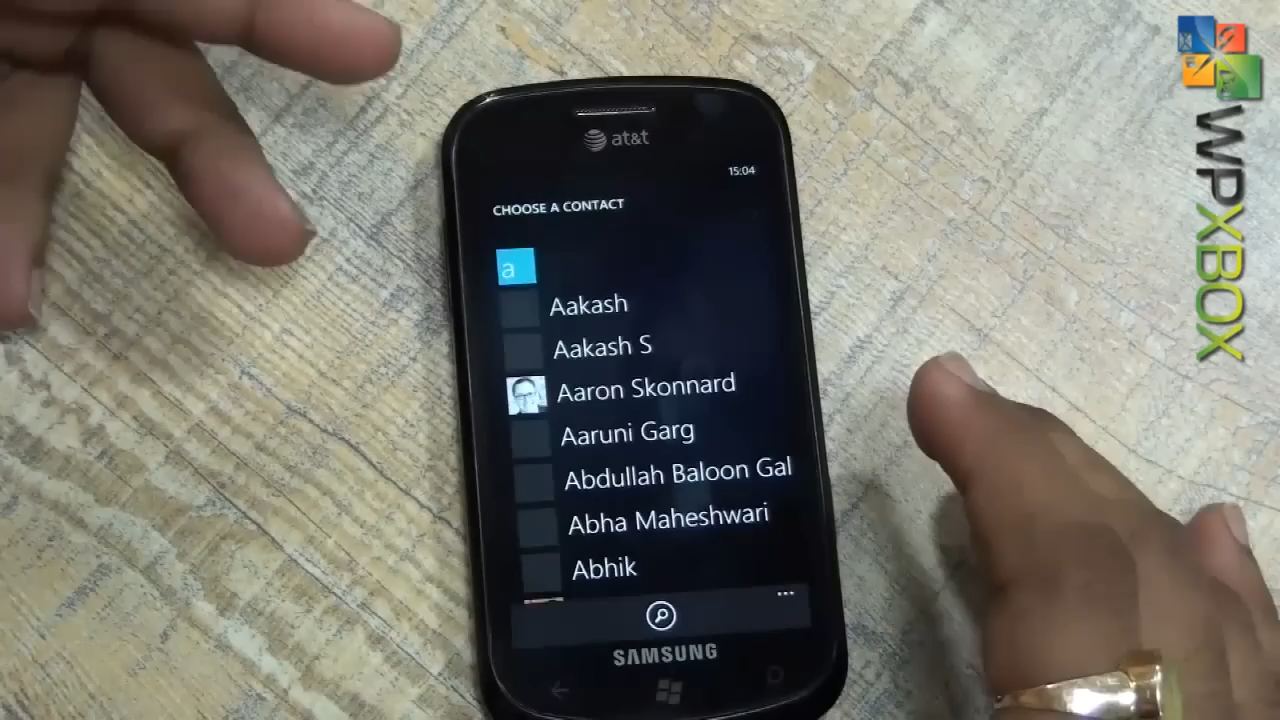 at&t
15:04
CHOOSE A CONTACT
a
Aakash
Aakash S
Aaron Skonnard
Aaruni Garg
Abdullah Baloon Gal
Abha Maheshwari
Abhik
SAMSUNG
WPXBOX